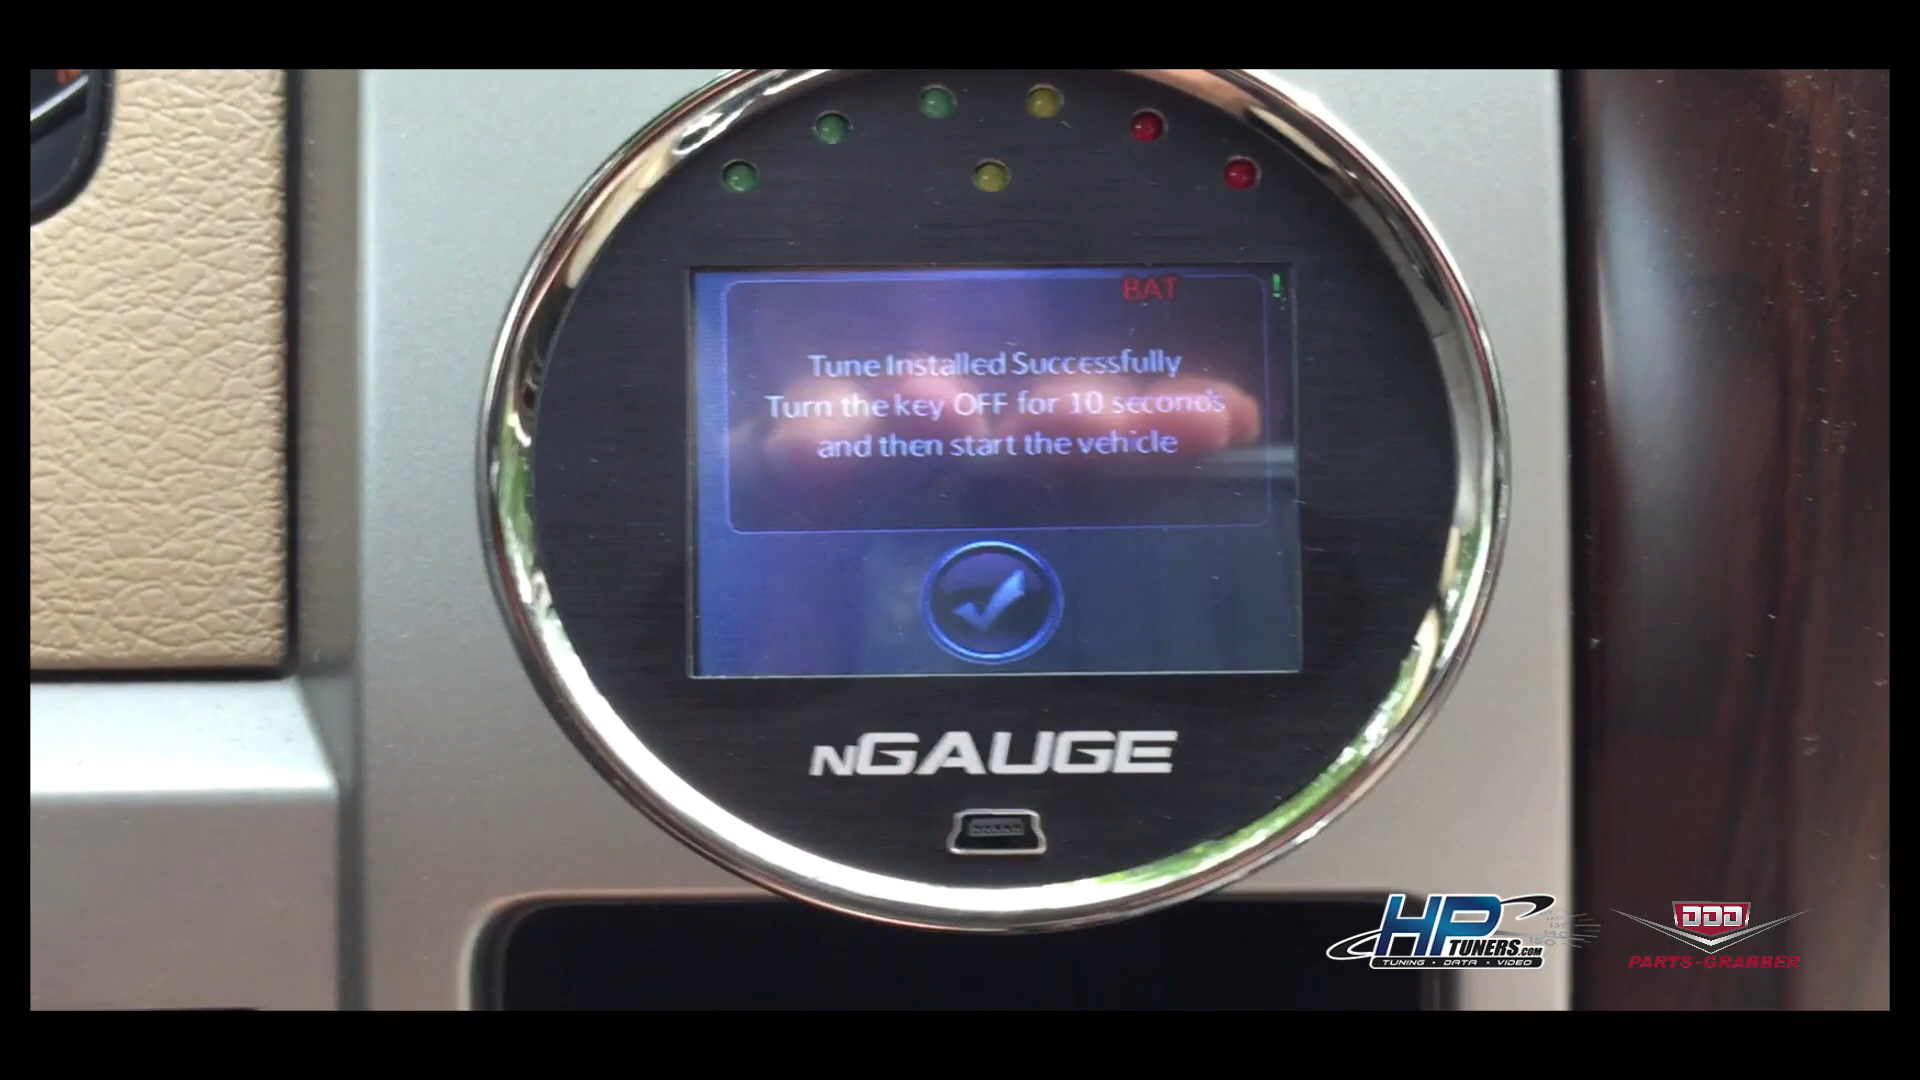 BAT !
Tune Installed Successfully
Turn the key OFF for 10 seconds
and then start the vehicle
nGAUGE
HP
TUNERS.COM
TUNING • DATA • VIDEO
PARTS-GRABBER